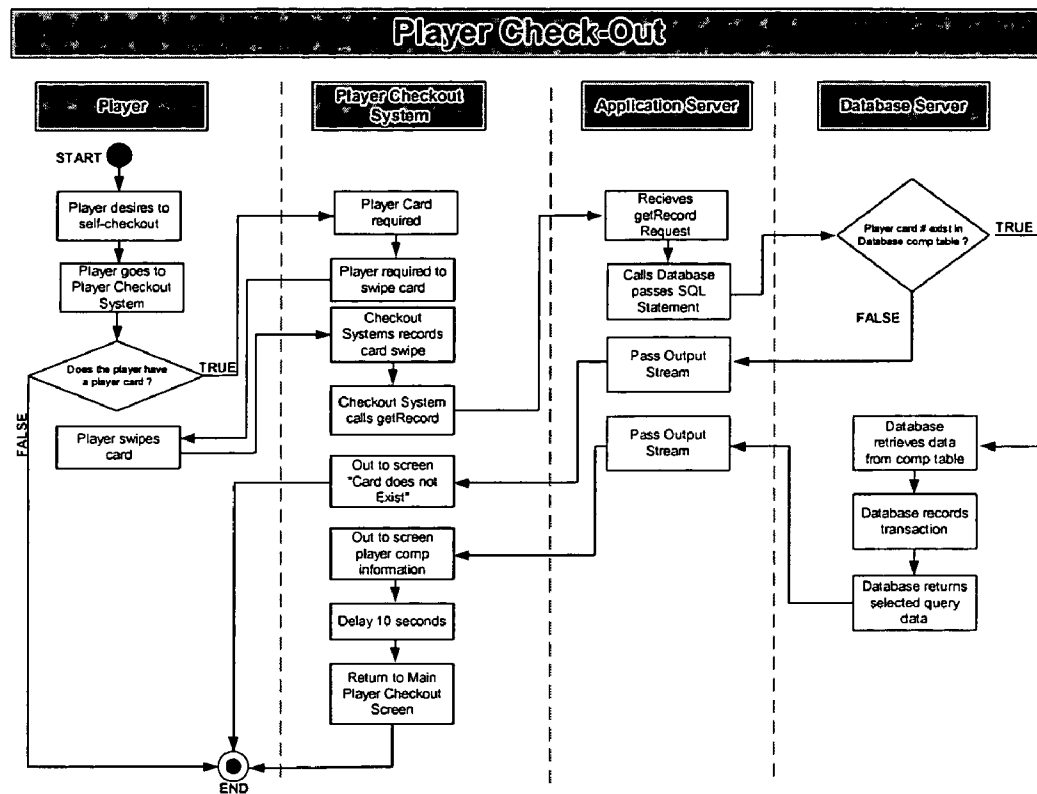 Player Check-Out
Player
Player Checkout
System
Application Server
Database Server
START
Player desires to
self-checkout
Player goes to
Player Checkout
System
Does the player have
a player card ?
TRUE
FALSE
Player swipes
card
Player Card
required
Player required to
swipe card
Checkout
Systems records
card swipe
Checkout System
calls getRecord
Out to screen
"Card does not
Exist"
Out to screen
player comp
information
Delay 10 seconds
Return to Main
Player Checkout
Screen
END
Recieves
getRecord
Request
Calls Database
passes SQL
Statement
Pass Output
Stream
Pass Output
Stream
Player card # exist in
Database comp table ?
TRUE
FALSE
Database
retrieves data
from comp table
Database records
transaction
Database returns
selected query
data